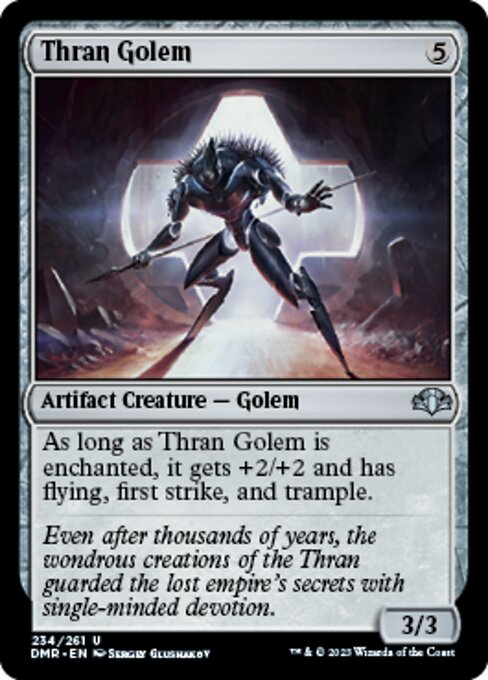 Thran Golem 5
Artifact Creature — Golem
As long as Thran Golem is
enchanted, it gets +2/+2 and has
flying, first strike, and trample.
Even after thousands of years, the
wondrous creations of the Thran
guarded the lost empire's secrets with
single-minded devotion.
3/3
234/261 U
DMR • EN Sergey Glushakov
™ & © 2023 Wizards of the Coast